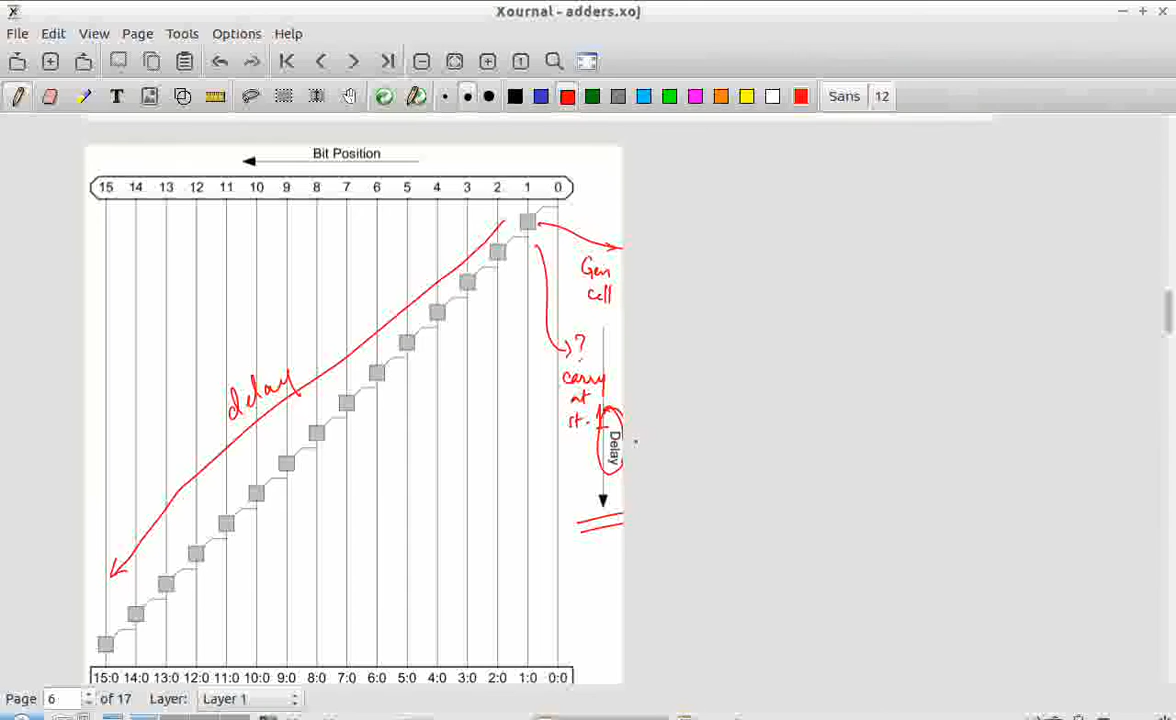 Xournal - adders.xoj
File Edit View Page Tools Options Help
Sans 12
Bit Position
15 14 13 12 11 10 9 8 7 6 5 4 3 2 1 0
Gen
cell
?
carry
at
st. 1
delay
Delay
15:0 14:0 13:0 12:0 11:0 10:0 9:0 8:0 7:0 6:0 5:0 4:0 3:0 2:0 1:0 0:0
Page 6 of 17 Layer: Layer 1